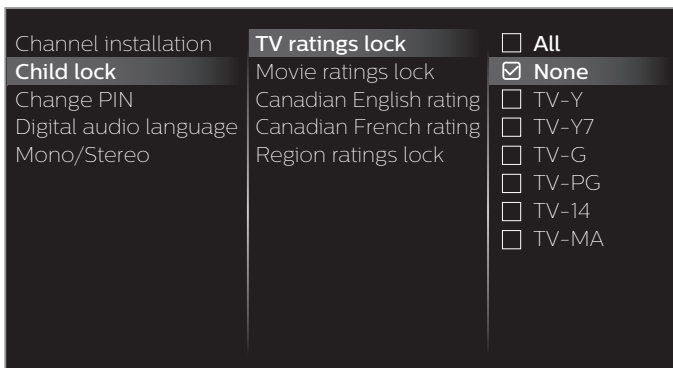 Channel installation
Child lock
Change PIN
Digital audio language
Mono/Stereo
TV ratings lock
Movie ratings lock
Canadian English rating
Canadian French rating
Region ratings lock
All
None
TV-Y
TV-Y7
TV-G
TV-PG
TV-14
TV-MA